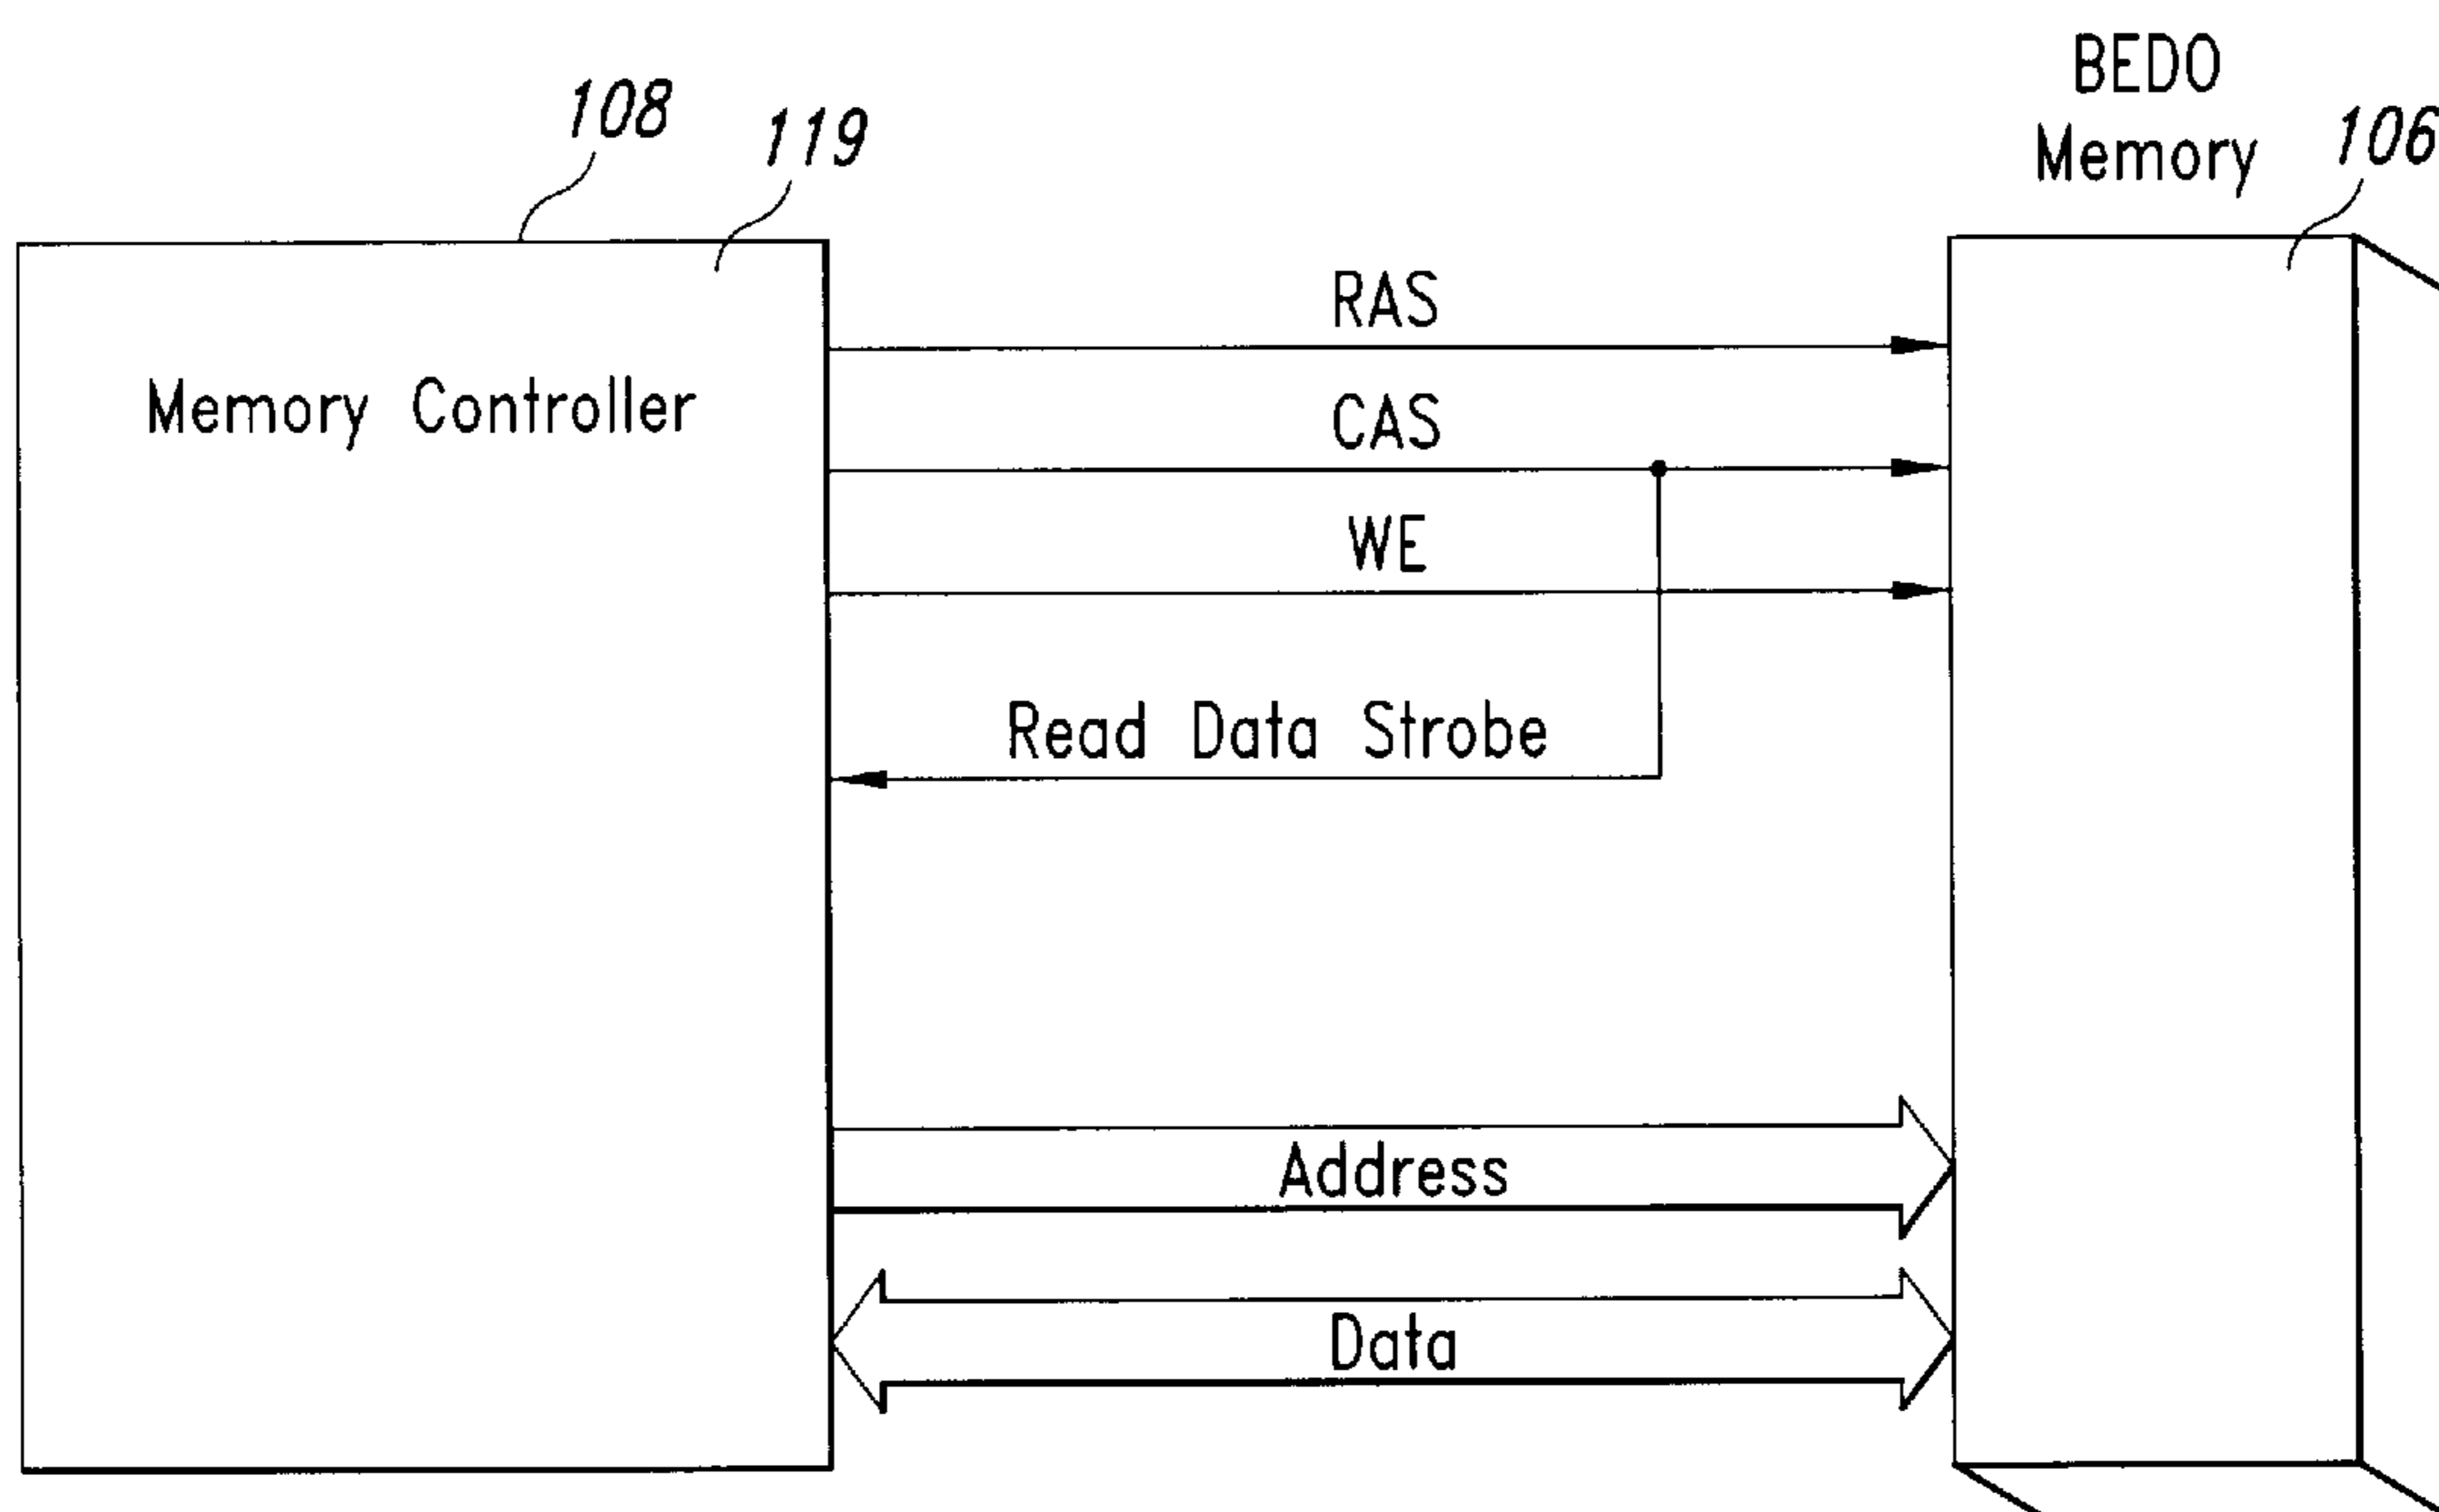 BEDO
Memory
106
108
119
RAS
Memory Controller
CAS
WE
Read Data Strobe
Address
Data